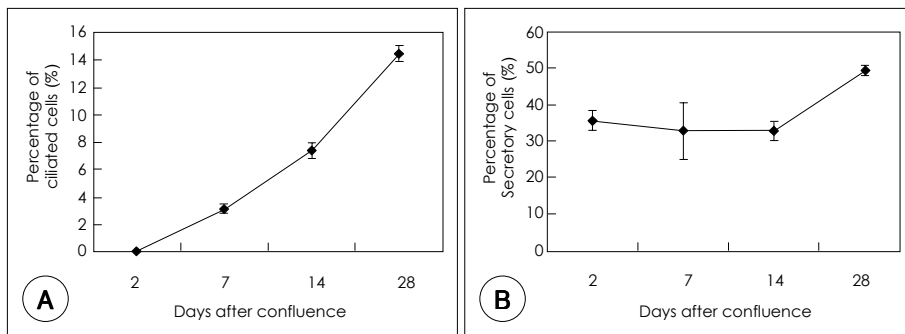 Percentage of
ciliated cells (%)
16
14
12
10
8
6
4
2
0
2 7 14 28
Days after confluence
A
Percentage of
Secretory cells (%)
60
50
40
30
20
10
0
2 7 14 28
Days after confluence
B